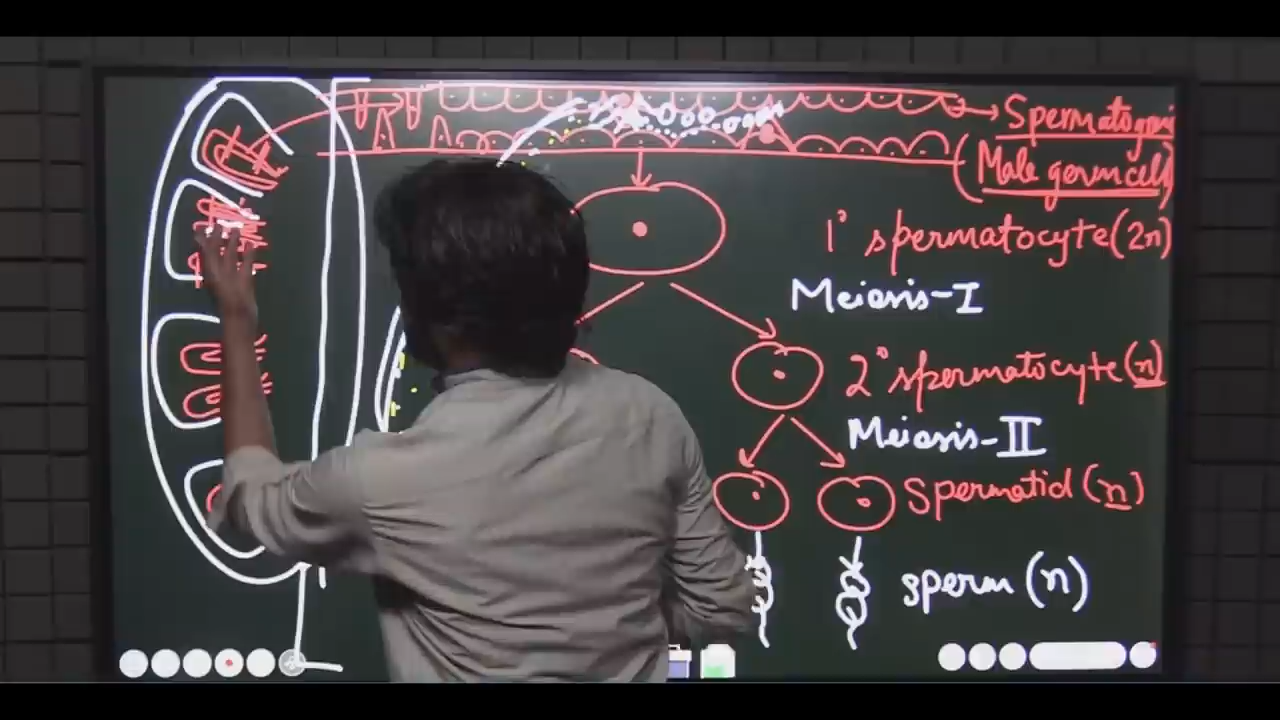 Spermatogoni
(Male germ cell)
1° spermatocyte (2n)
Meiosis-I
2° spermatocyte (n)
Meiosis-II
Spermatid (n)
sperm (n)